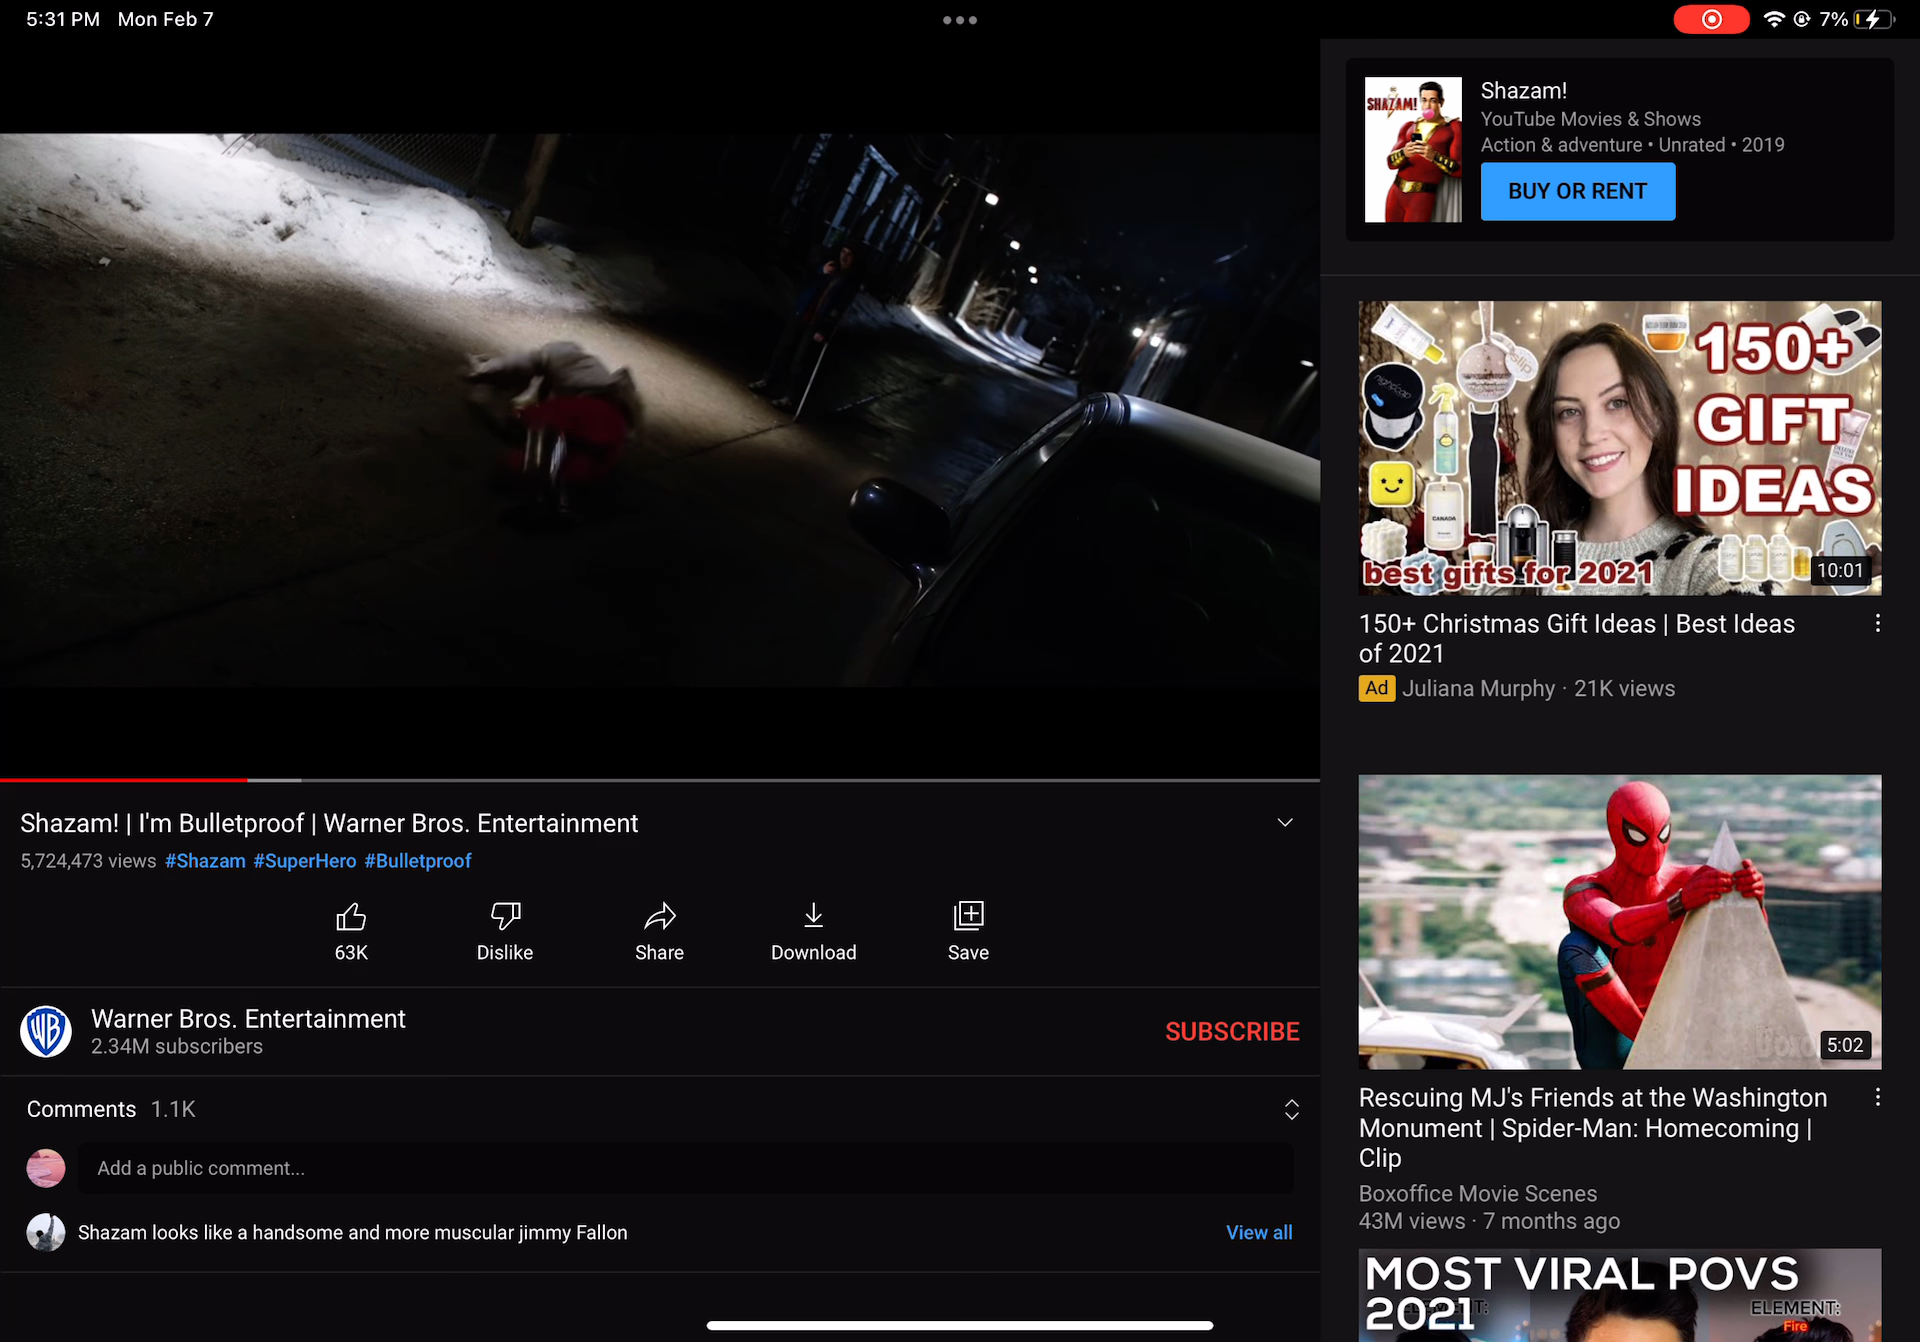 5:31 PM Mon Feb 7
7%
Shazam! | I'm Bulletproof | Warner Bros. Entertainment
5,724,473 views #Shazam #SuperHero #Bulletproof
63K
Dislike
Share
Download
Save
Warner Bros. Entertainment
2.34M subscribers
SUBSCRIBE
Comments 1.1K
Add a public comment...
Shazam looks like a handsome and more muscular jimmy Fallon
View all
SHAZAM!
Shazam!
YouTube Movies & Shows
Action & adventure • Unrated • 2019
BUY OR RENT
150+
GIFT
IDEAS
slip
CANADA
best gifts for 2021
10:01
150+ Christmas Gift Ideas | Best Ideas
of 2021
Ad Juliana Murphy · 21K views
5:02
Rescuing MJ's Friends at the Washington
Monument | Spider-Man: Homecoming |
Clip
Boxoffice Movie Scenes
43M views · 7 months ago
MOST VIRAL POVS
2021
ELEMENT:
Fire